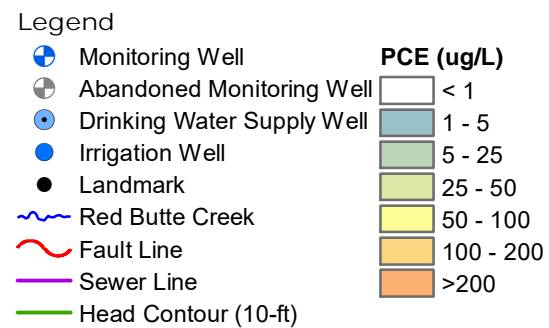 Legend
Monitoring Well
Abandoned Monitoring Well
Drinking Water Supply Well
Irrigation Well
Landmark
Red Butte Creek
Fault Line
Sewer Line
Head Contour (10-ft)
PCE (ug/L)
< 1
1 - 5
5 - 25
25 - 50
50 - 100
100 - 200
>200